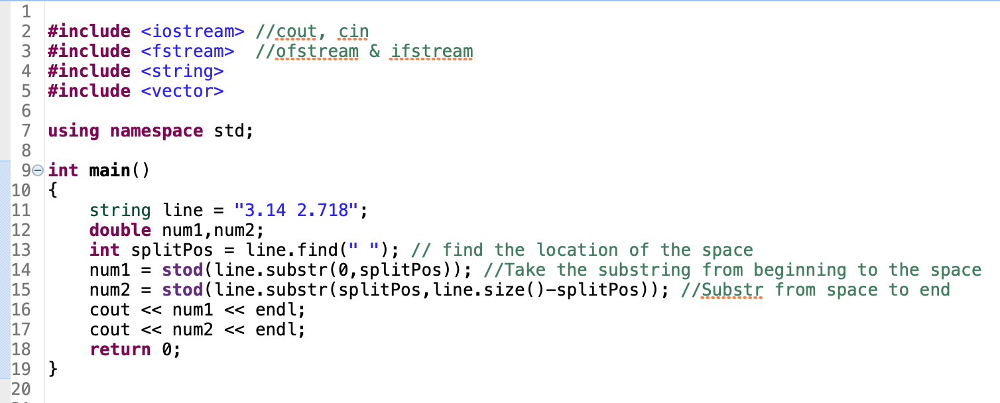 1
2 #include <iostream> //cout, cin
3 #include <fstream>  //ofstream & ifstream
4 #include <string>
5 #include <vector>
6
7 using namespace std;
8
9 int main()
10 {
11     string line = "3.14 2.718";
12     double num1,num2;
13     int splitPos = line.find(" "); // find the location of the space
14     num1 = stod(line.substr(0,splitPos)); //Take the substring from beginning to the space
15     num2 = stod(line.substr(splitPos,line.size()-splitPos)); //Substr from space to end
16     cout << num1 << endl;
17     cout << num2 << endl;
18     return 0;
19 }
20